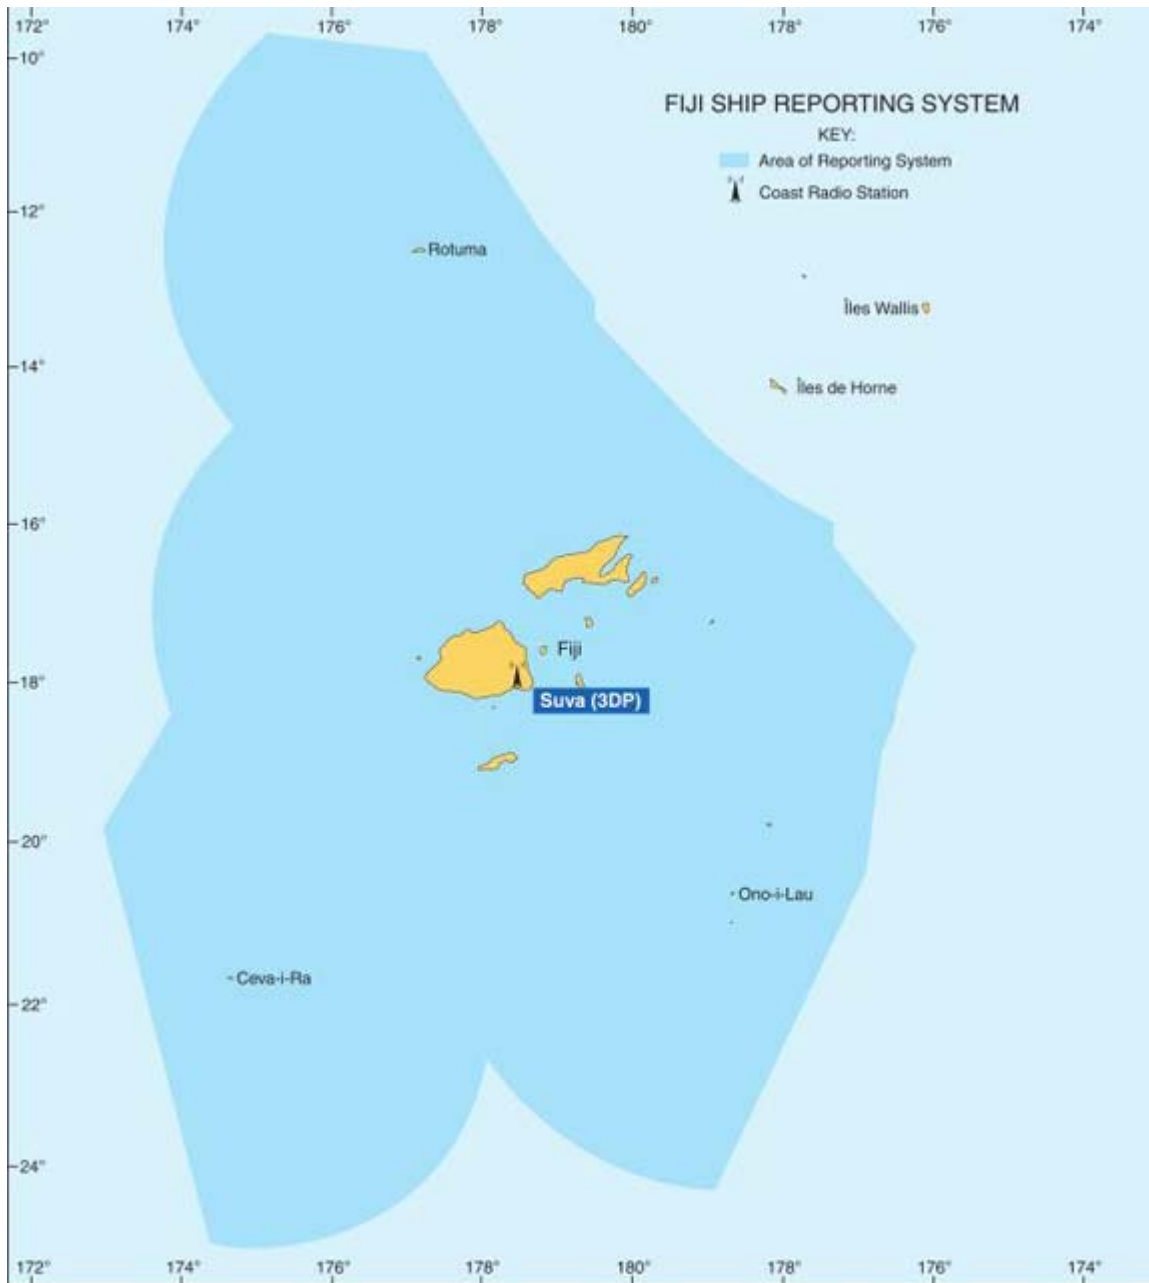 172° 174° 176° 178° 180° 178° 176° 174°
10°
FIJI SHIP REPORTING SYSTEM
KEY:
Area of Reporting System
Coast Radio Station
12°
Rotuma
Îles Wallis
14°
Îles de Horne
16°
Fiji
18°
Suva (3DP)
20°
Ono-i-Lau
Ceva-i-Ra
22°
24°
172° 174° 176° 178° 180° 178° 176° 174°